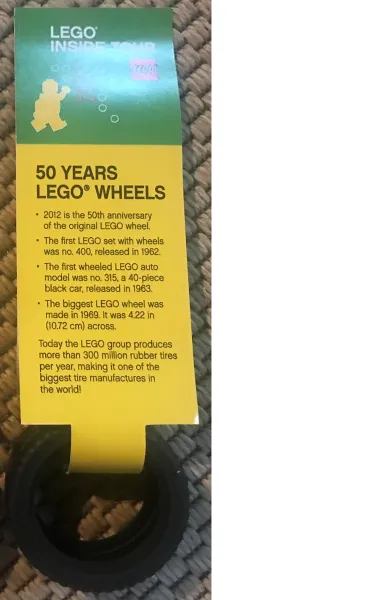 LEGO®
INSIDE TOUR
50 YEARS
LEGO® WHEELS
• 2012 is the 50th anniversary
of the original LEGO wheel.
• The first LEGO set with wheels
was no. 400, released in 1962.
• The first wheeled LEGO auto
model was no. 315, a 40-piece
black car, released in 1963.
• The biggest LEGO wheel was
made in 1969. It was 4.22 in
(10.72 cm) across.
Today the LEGO group produces
more than 300 million rubber tires
per year, making it one of the
biggest tire manufactures in
the world!